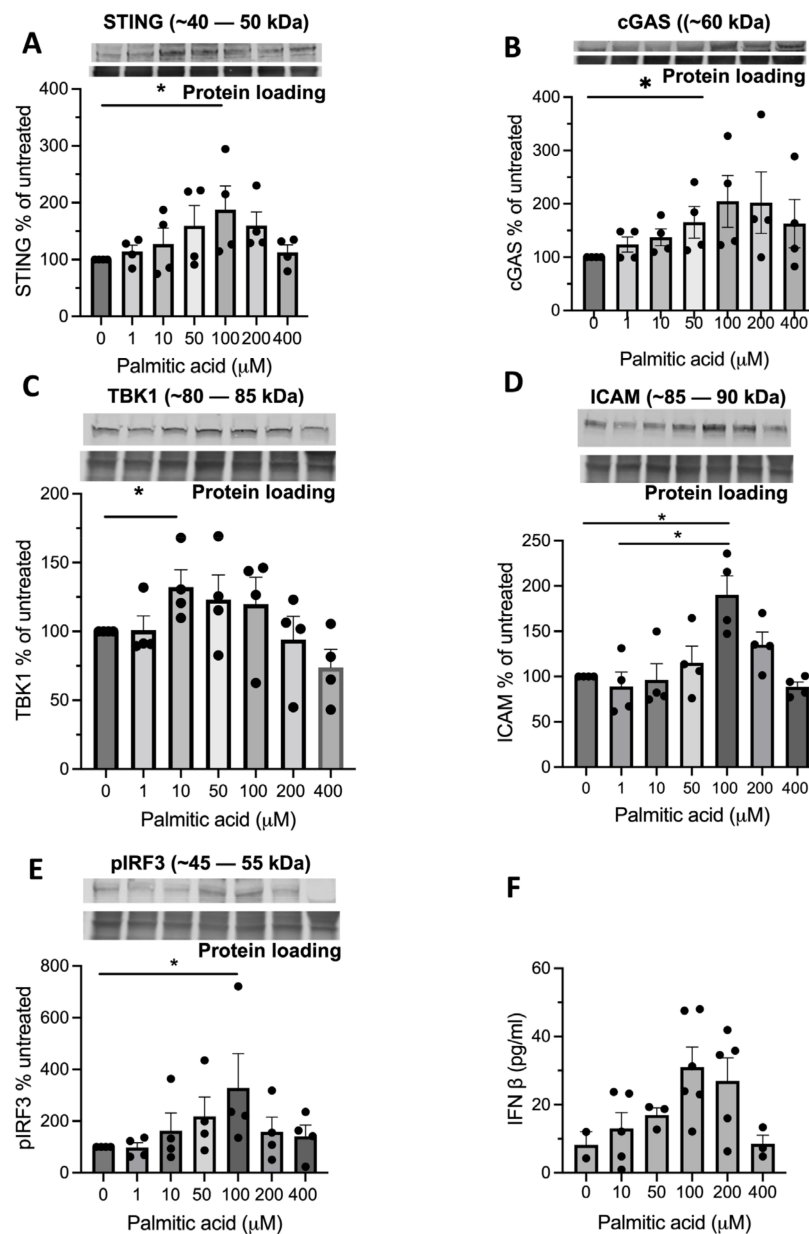 A
STING (~40 — 50 kDa)
Protein loading
*
STING % of untreated
400
300
200
100
0
0 1 10 50 100 200 400
Palmitic acid (μM)
B
cGAS ((~60 kDa)
Protein loading
*
cGAS % of untreated
400
300
200
100
0
0 1 10 50 100 200 400
Palmitic acid (μM)
C
TBK1 (~80 — 85 kDa)
Protein loading
*
TBK1 % of untreated
200
150
125
100
75
50
25
0
0 1 10 50 100 200 400
Palmitic acid (μM)
D
ICAM (~85 — 90 kDa)
Protein loading
*
*
ICAM % of untreated
250
200
150
100
50
0
0 1 10 50 100 200 400
Palmitic acid (μM)
E
pIRF3 (~45 — 55 kDa)
Protein loading
*
pIRF3 % untreated
800
600
400
200
0
0 1 10 50 100 200 400
Palmitic acid (μM)
F
IFN β (pg/ml)
60
40
20
0
0 10 50 100 200 400
Palmitic acid (μM)